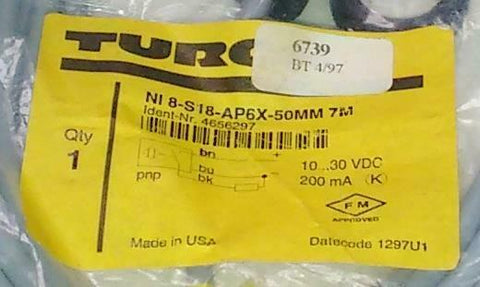 TURC
6739
BT 4/97
NI 8-S18-AP6X-50MM 7M
Ident-Nr. 4656297
Qty
1
bn +
bu -
bk
pnp
10...30 VDC
200 mA (K)
FM
APPROVED
Made in USA
Datecode 1297U1